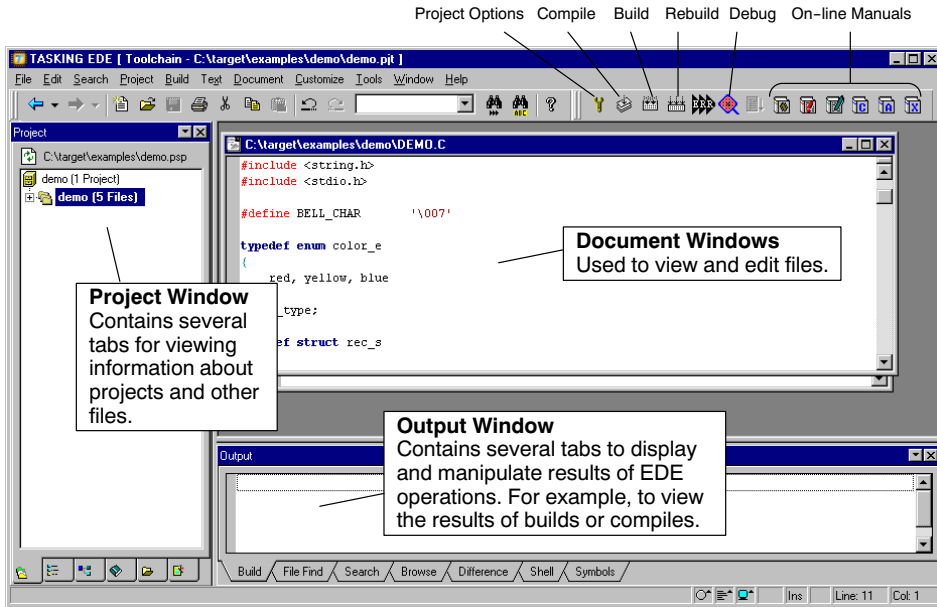 Project Options Compile Build Rebuild Debug On-line Manuals
TASKING EDE [ Toolchain - C:\target\examples\demo\demo.pjt ]
File Edit Search Project Build Text Document Customize Tools Window Help
Project
C:\target\examples\demo.psp
demo (1 Project)
demo (5 Files)
C:\target\examples\demo\DEMO.C
#include <string.h>
#include <stdio.h>
#define BELL_CHAR '\007'
typedef enum color_e
{
red, yellow, blue
_type;
ef struct rec_s
Document Windows
Used to view and edit files.
Project Window
Contains several
tabs for viewing
information about
projects and other
files.
Output Window
Contains several tabs to display
and manipulate results of EDE
operations. For example, to view
the results of builds or compiles.
Output
Build File Find Search Browse Difference Shell Symbols
Ins Line: 11 Col: 1